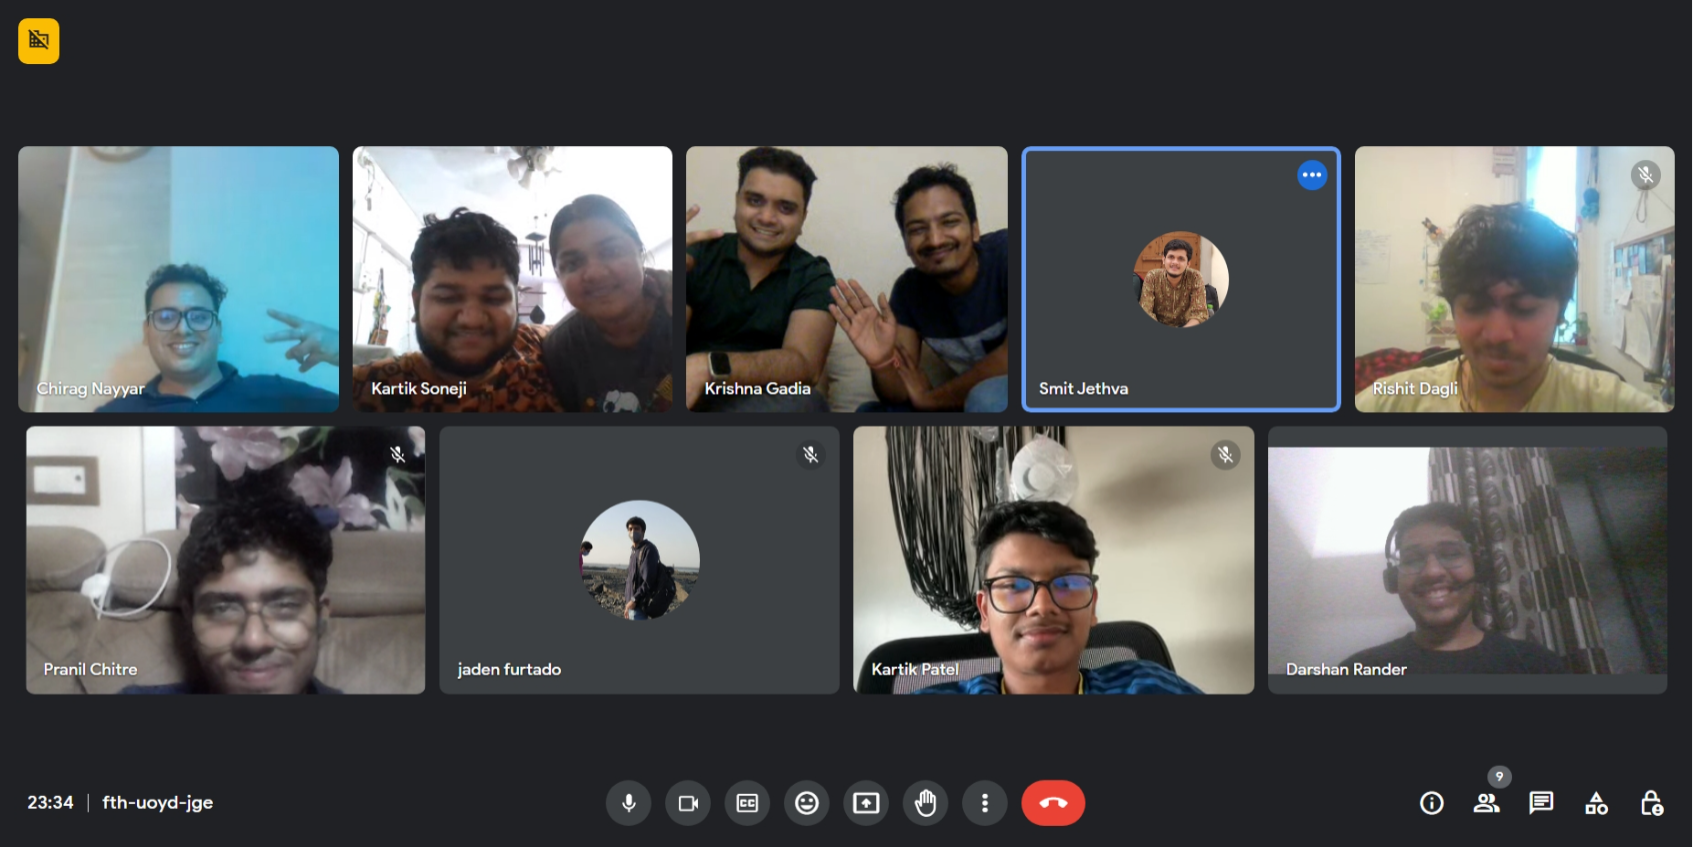 Chirag Nayyar
Kartik Soneji
Krishna Gadia
Smit Jethva
Rishit Dagli
Pranil Chitre
jaden furtado
Kartik Patel
Darshan Rander
9
23:34 | fth-uoyd-jge
CC